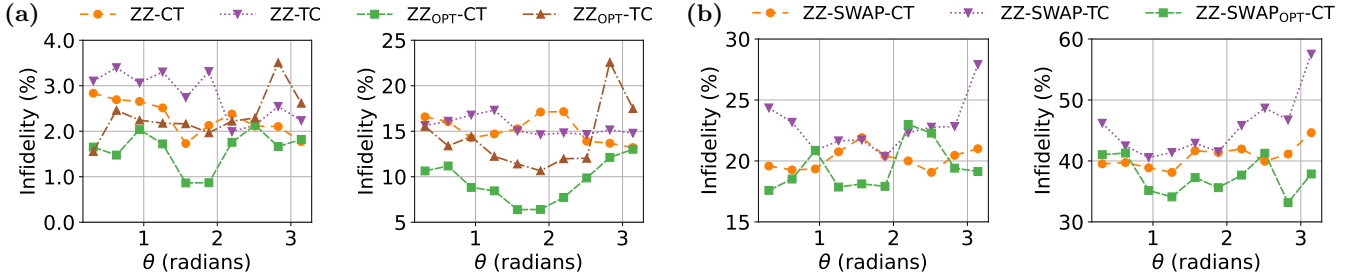 (a) ZZ-CT ZZ-TC ZZOPT-CT ZZOPT-TC
(b) ZZ-SWAP-CT ZZ-SWAP-TC ZZ-SWAPOPT-CT
Infidelity (%)
4.0
3.0
2.0
1.0
0.0
1 2 3
θ (radians)
Infidelity (%)
25
20
15
10
5
1 2 3
θ (radians)
Infidelity (%)
30
25
20
15
1 2 3
θ (radians)
Infidelity (%)
60
50
40
30
1 2 3
θ (radians)